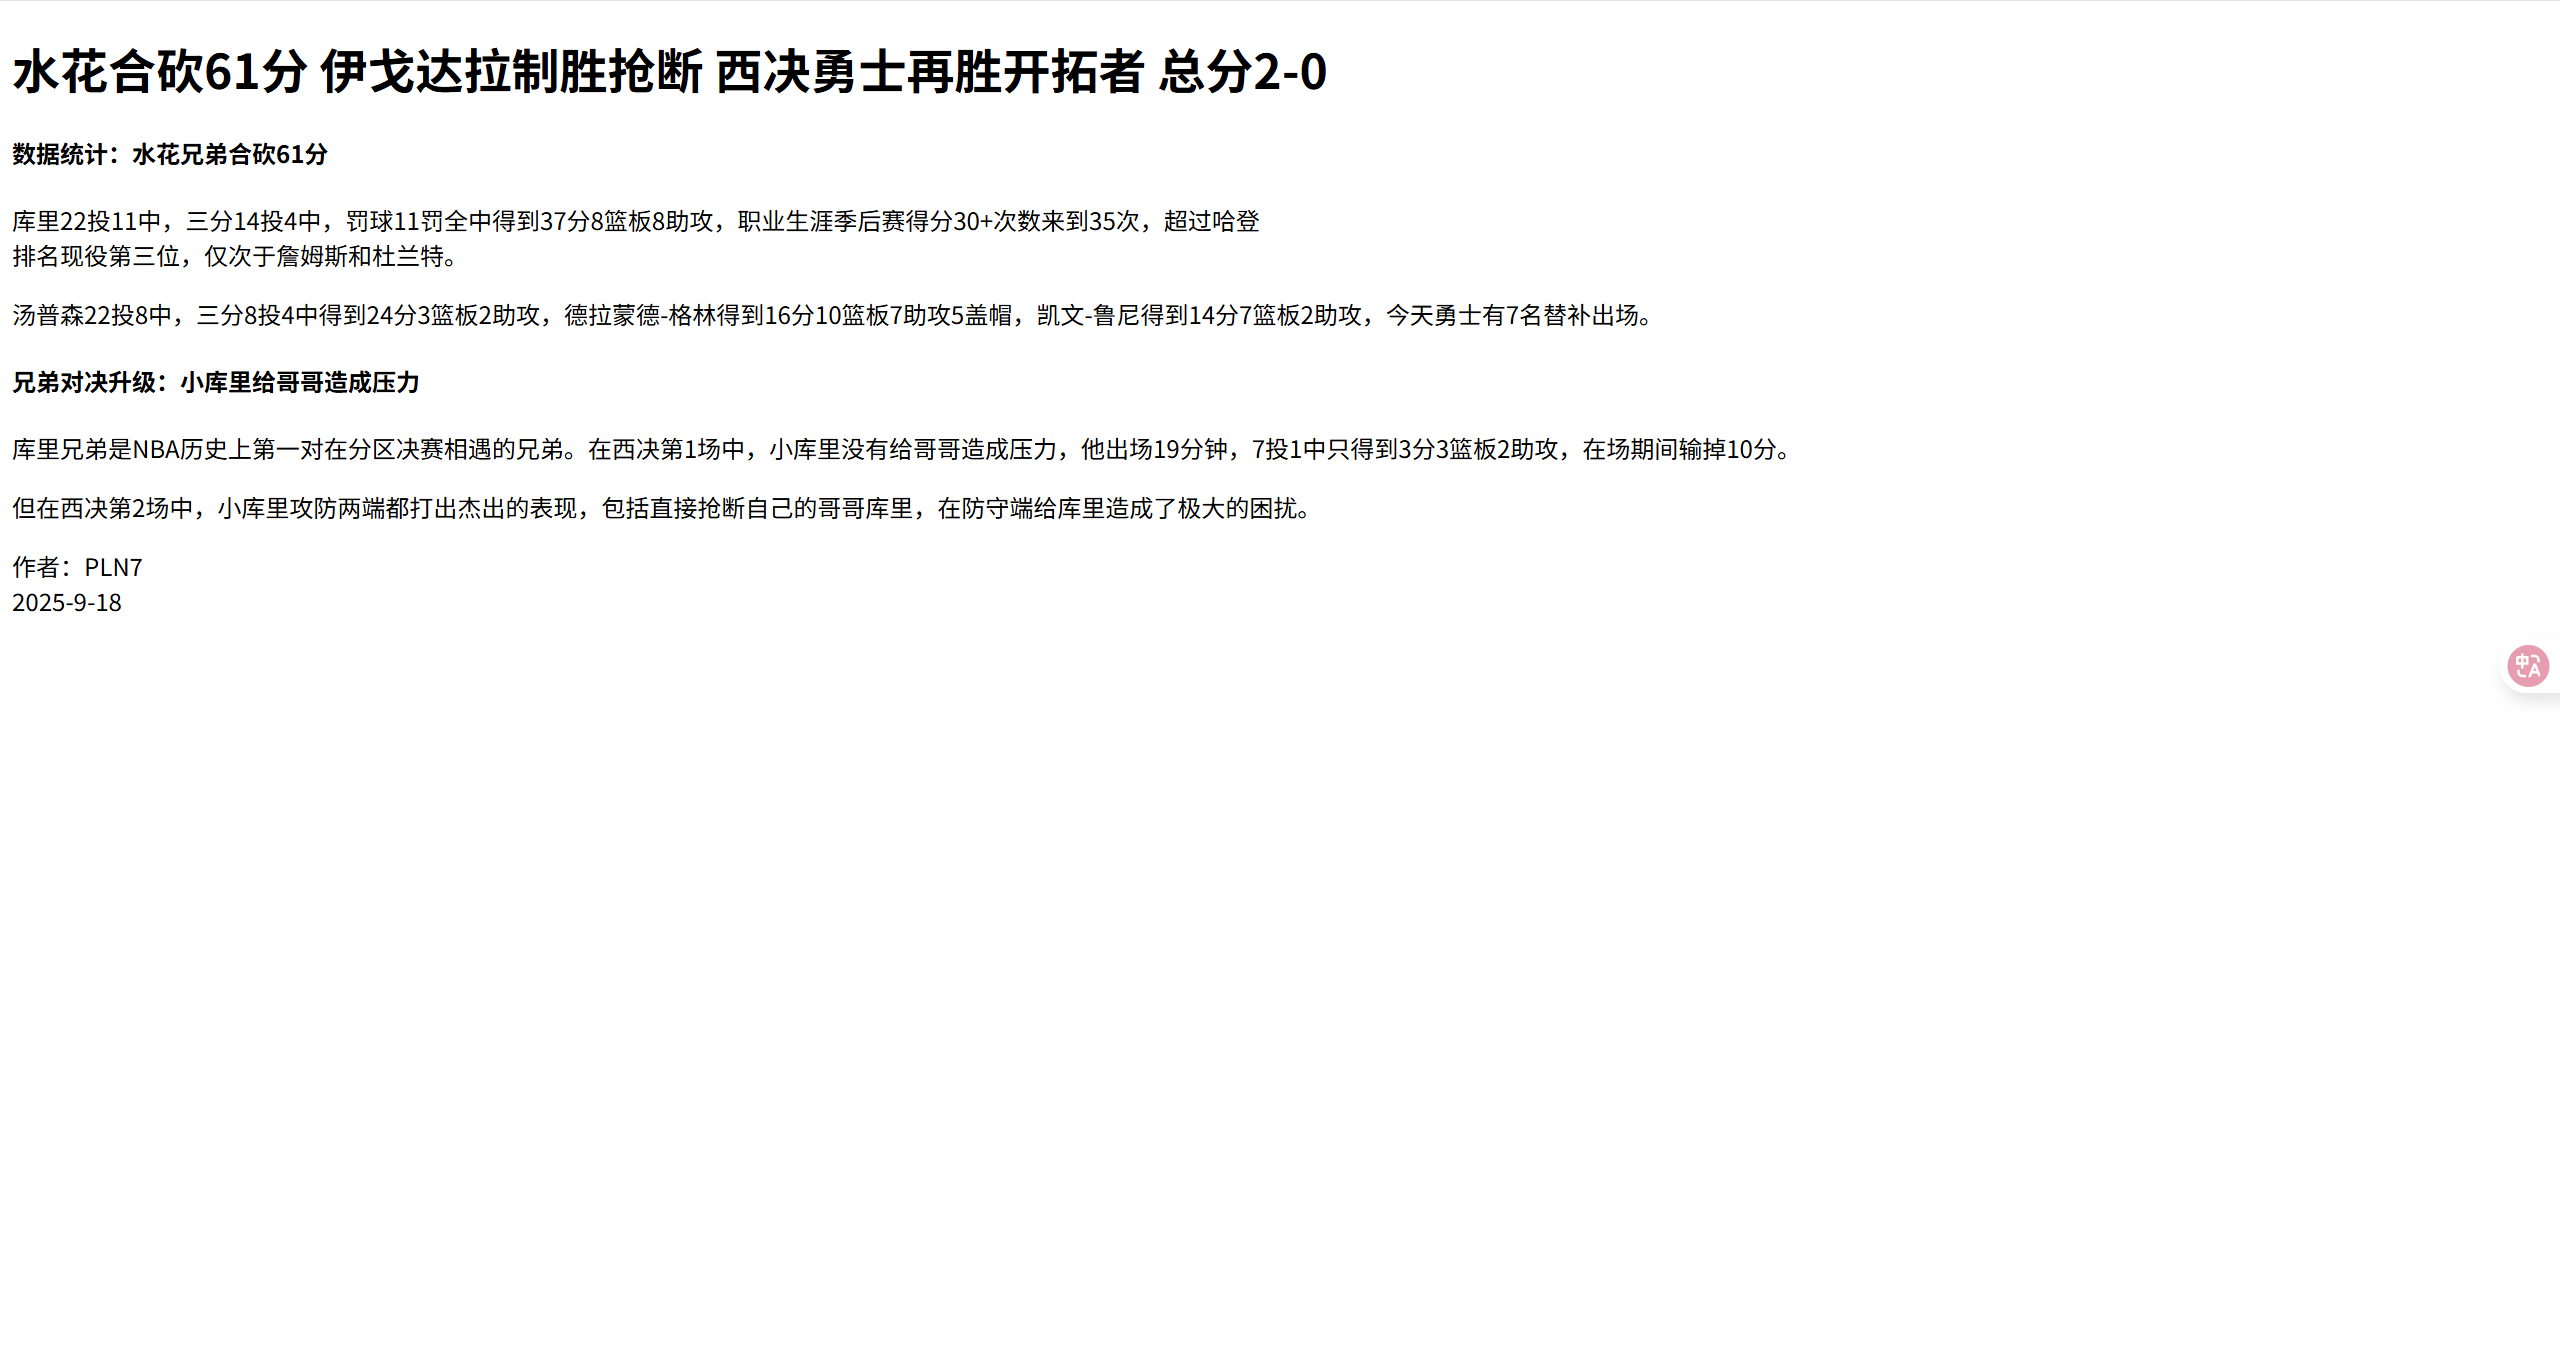 水花合砍61分 伊戈达拉制胜抢断 西决勇士再胜开拓者 总分2-0
数据统计：水花兄弟合砍61分
库里22投11中，三分14投4中，罚球11罚全中得到37分8篮板8助攻，职业生涯季后赛得分30+次数来到35次，超过哈登
排名现役第三位，仅次于詹姆斯和杜兰特。
汤普森22投8中，三分8投4中得到24分3篮板2助攻，德拉蒙德-格林得到16分10篮板7助攻5盖帽，凯文-鲁尼得到14分7篮板2助攻，今天勇士有7名替补出场。
兄弟对决升级：小库里给哥哥造成压力
库里兄弟是NBA历史上第一对在分区决赛相遇的兄弟。在西决第1场中，小库里没有给哥哥造成压力，他出场19分钟，7投1中只得到3分3篮板2助攻，在场期间输掉10分。
但在西决第2场中，小库里攻防两端都打出杰出的表现，包括直接抢断自己的哥哥库里，在防守端给库里造成了极大的困扰。
作者：PLN7
2025-9-18
中A